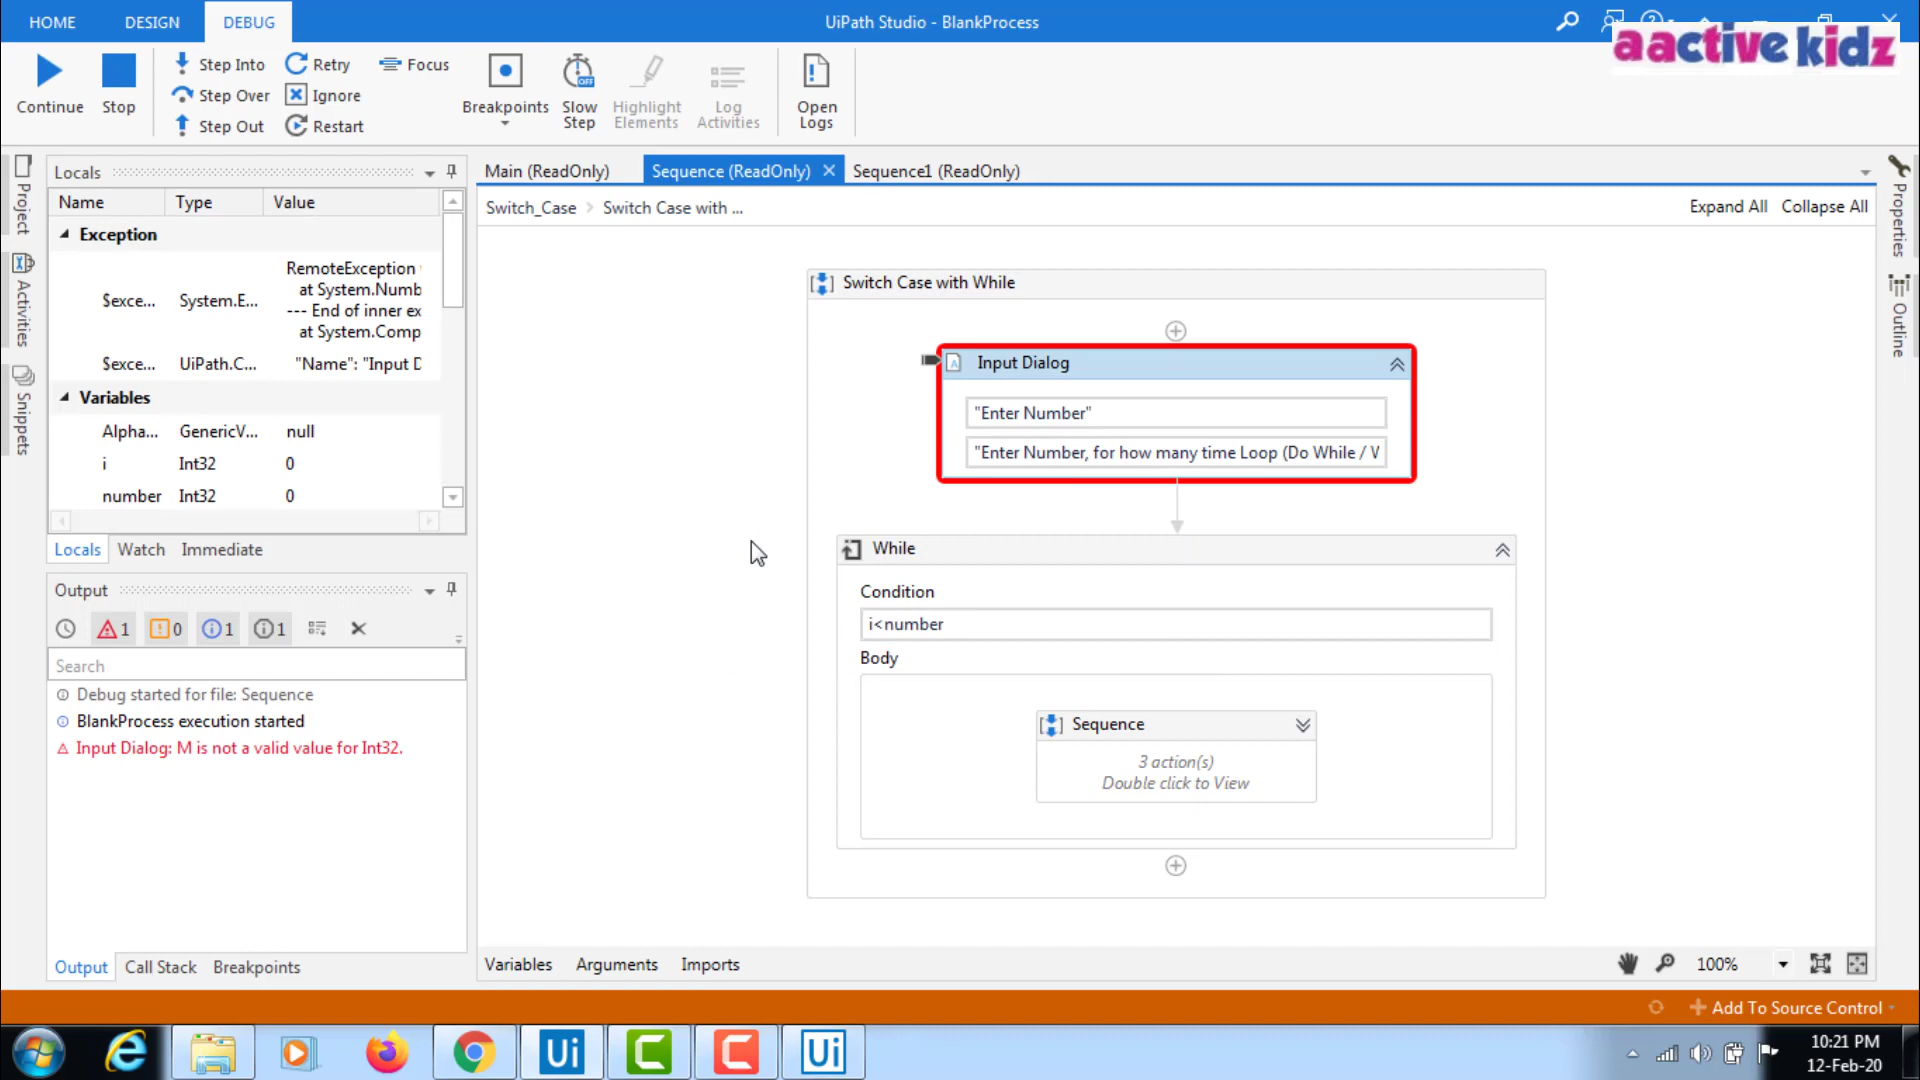 HOME
DESIGN
DEBUG
UiPath Studio - BlankProcess
aactive kidz
Continue
Stop
Step Into
Step Over
Step Out
Retry
Ignore
Restart
Focus
Breakpoints
Slow
Step
Highlight
Elements
Log
Activities
Open
Logs
Project
Activities
Snippets
Locals
Name Type Value
Exception
$exce... System.E...
RemoteException
at System.Numb
--- End of inner ex
at System.Comp
$exce... UiPath.C... "Name": "Input D
Variables
Alpha... GenericV... null
i Int32 0
number Int32 0
Locals Watch Immediate
Output
1 0 1 1
Search
Debug started for file: Sequence
BlankProcess execution started
Input Dialog: M is not a valid value for Int32.
Output Call Stack Breakpoints
Main (ReadOnly)
Sequence (ReadOnly)
Sequence1 (ReadOnly)
Switch_Case > Switch Case with ...
Expand All Collapse All
Switch Case with While
Input Dialog
"Enter Number"
"Enter Number, for how many time Loop (Do While / V
While
Condition
i<number
Body
Sequence
3 action(s)
Double click to View
Variables Arguments Imports
100%
Properties
Outline
Add To Source Control
Ui
Ui
10:21 PM
12-Feb-20